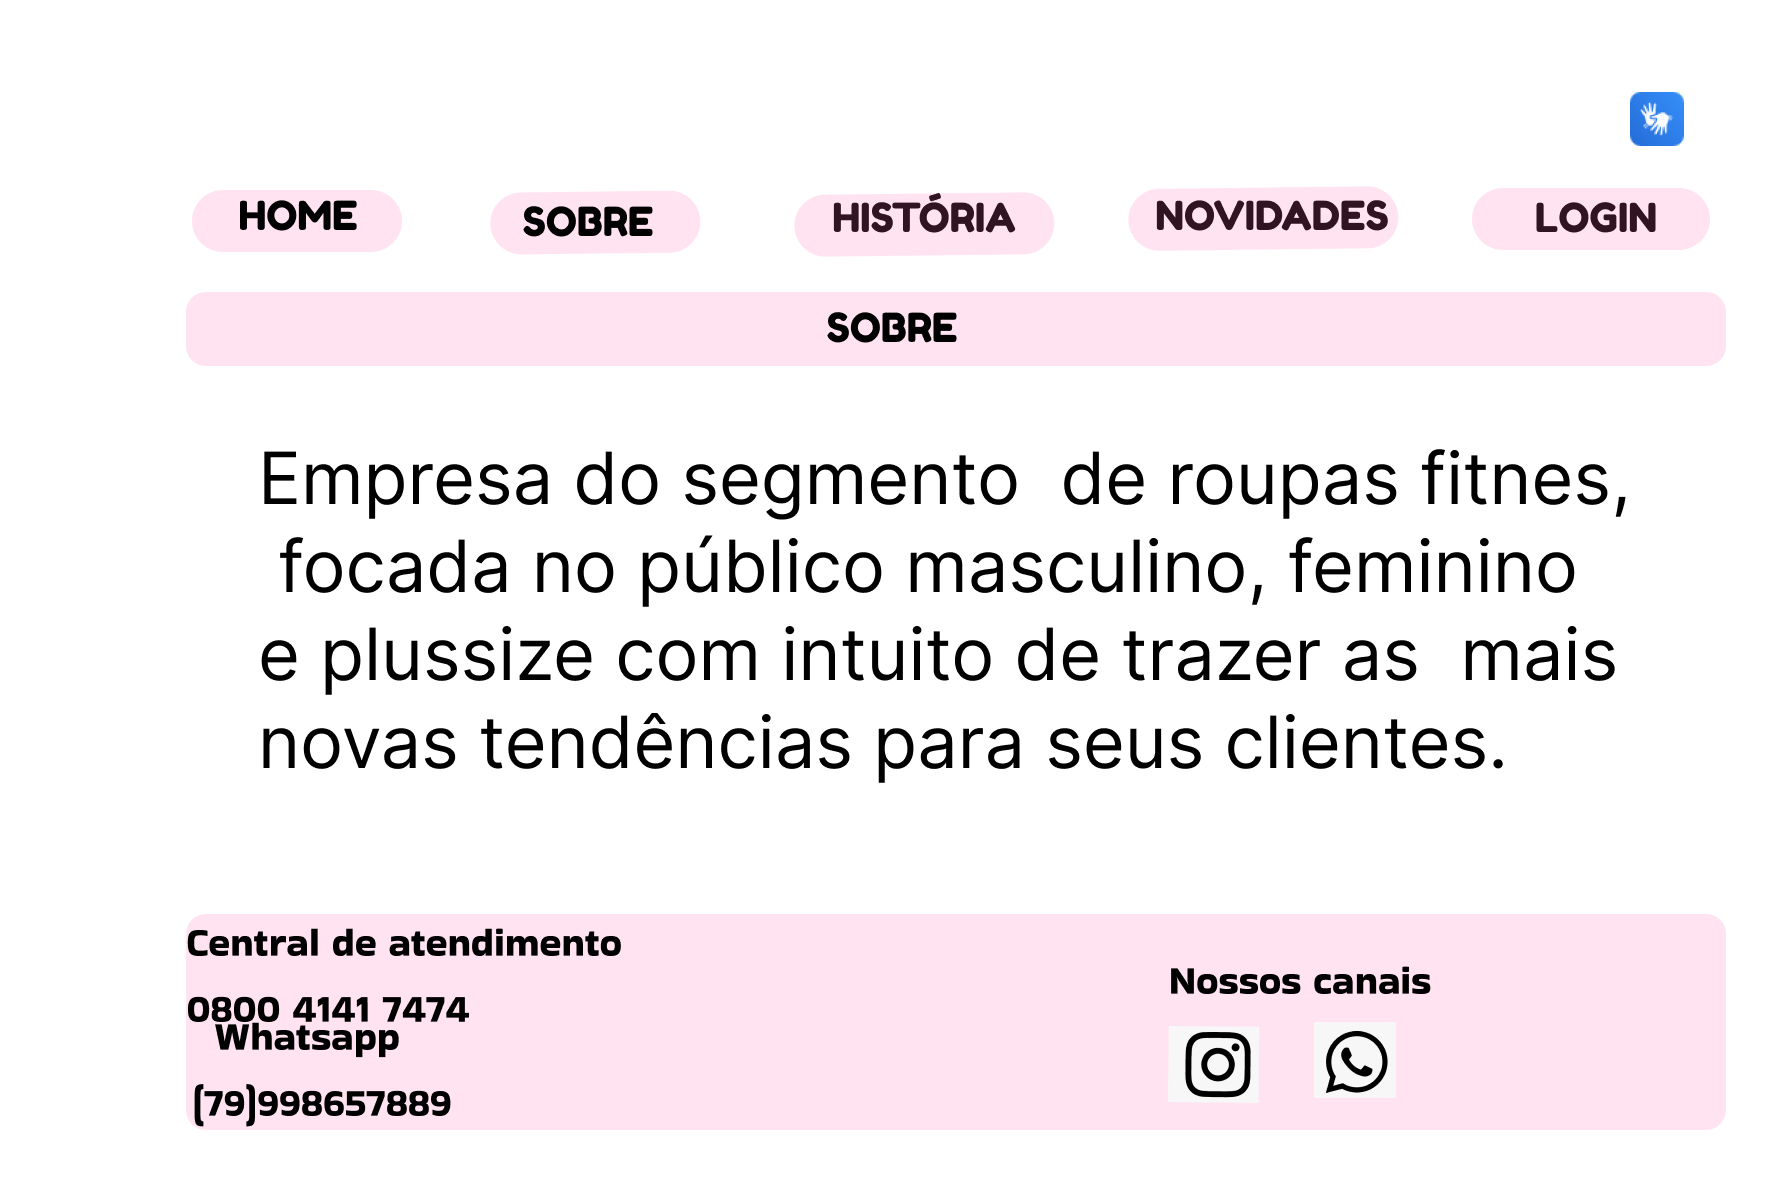 HOME SOBRE HISTÓRIA NOVIDADES LOGIN
SOBRE
Empresa do segmento  de roupas fitnes,
focada no público masculino, feminino
e plussize com intuito de trazer as  mais
novas tendências para seus clientes.
Central de atendimento
0800 4141 7474
Whatsapp
(79)998657889
Nossos canais